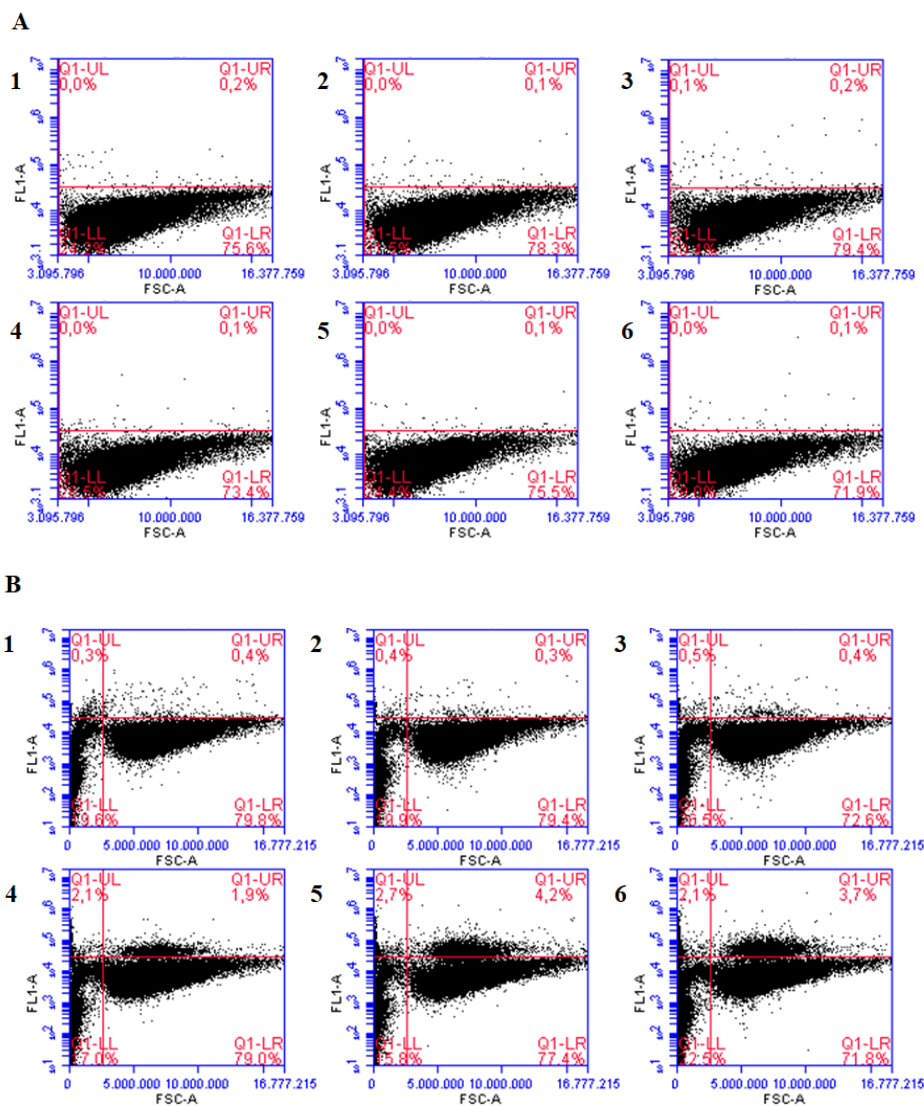 A
1
Q1-UL Q1-UR
0,0% 0,2%
Q1-LL Q1-LR
75,6%
FL1-A
3.095.796 10.000.000 16.377.759
FSC-A
2
Q1-UL Q1-UR
0,0% 0,1%
Q1-LL Q1-LR
78,3%
FL1-A
3.095.796 10.000.000 16.377.759
FSC-A
3
Q1-UL Q1-UR
0,1% 0,2%
Q1-LL Q1-LR
79,4%
FL1-A
3.095.796 10.000.000 16.377.759
FSC-A
4
Q1-UL Q1-UR
0,0% 0,1%
Q1-LL Q1-LR
73,4%
FL1-A
3.095.796 10.000.000 16.377.759
FSC-A
5
Q1-UL Q1-UR
0,0% 0,1%
Q1-LL Q1-LR
75,5%
FL1-A
3.095.796 10.000.000 16.377.759
FSC-A
6
Q1-UL Q1-UR
0,0% 0,1%
Q1-LL Q1-LR
71,9%
FL1-A
3.095.796 10.000.000 16.377.759
FSC-A
B
1
Q1-UL Q1-UR
0,3% 0,4%
Q1-LL Q1-LR
79,8%
FL1-A
0 5.000.000 10.000.000 16.777.215
FSC-A
2
Q1-UL Q1-UR
0,4% 0,3%
Q1-LL Q1-LR
79,4%
FL1-A
0 5.000.000 10.000.000 16.777.215
FSC-A
3
Q1-UL Q1-UR
0,5% 0,4%
Q1-LL Q1-LR
72,6%
FL1-A
0 5.000.000 10.000.000 16.777.215
FSC-A
4
Q1-UL Q1-UR
2,1% 1,9%
Q1-LL Q1-LR
79,0%
FL1-A
0 5.000.000 10.000.000 16.777.215
FSC-A
5
Q1-UL Q1-UR
2,7% 4,2%
Q1-LL Q1-LR
77,4%
FL1-A
0 5.000.000 10.000.000 16.777.215
FSC-A
6
Q1-UL Q1-UR
2,1% 3,7%
Q1-LL Q1-LR
71,8%
FL1-A
0 5.000.000 10.000.000 16.777.215
FSC-A